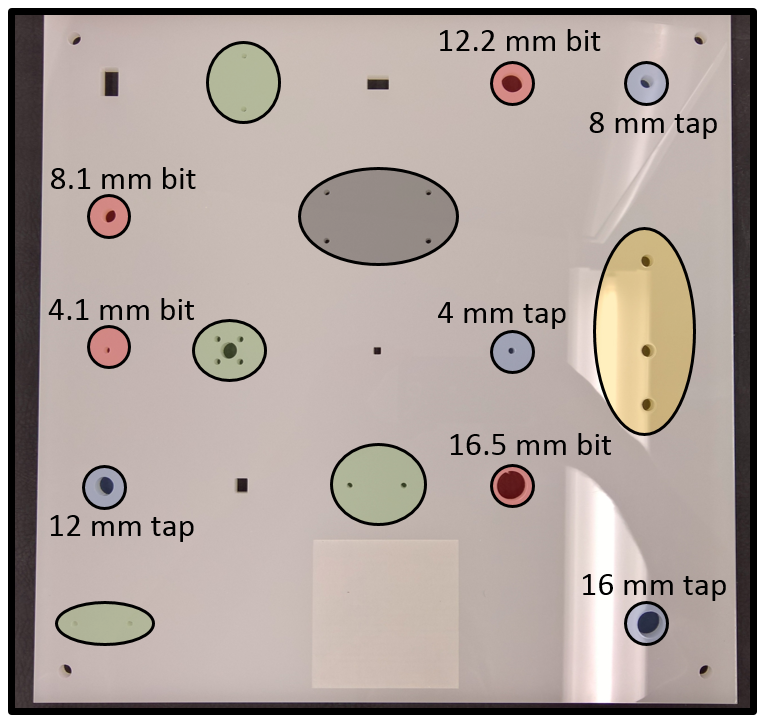 12.2 mm bit
8 mm tap
8.1 mm bit
4.1 mm bit
4 mm tap
16.5 mm bit
12 mm tap
16 mm tap